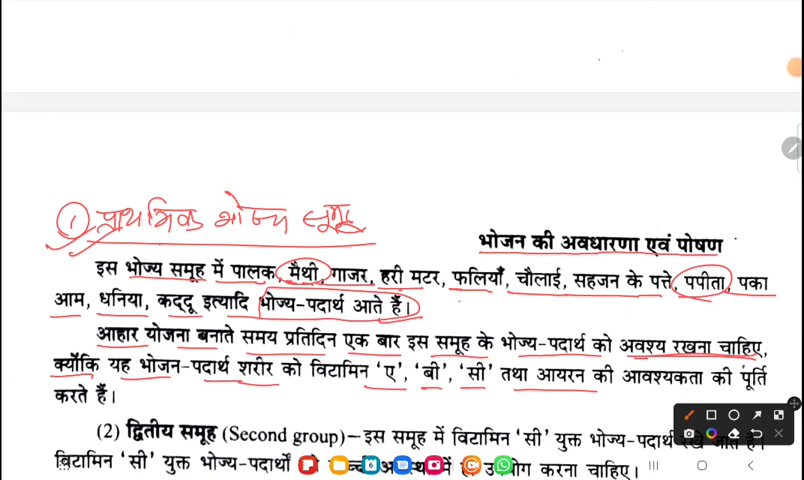 ① प्राथमिक भोज्य समूह
भोजन की अवधारणा एवं पोषण
इस भोज्य समूह में पालक, मैथी, गाजर, हरी मटर, फलियाँ, चौलाई, सहजन के पत्ते, पपीता, पका
आम, धनिया, कद्दू इत्यादि भोज्य-पदार्थ आते हैं।
आहार योजना बनाते समय प्रतिदिन एक बार इस समूह के भोज्य-पदार्थ को अवश्य रखना चाहिए,
क्योंकि यह भोजन-पदार्थ शरीर को विटामिन ‘ए’, ‘बी’, ‘सी’ तथा आयरन की आवश्यकता की पूर्ति
करते हैं।
(2) द्वितीय समूह (Second group)– इस समूह में विटामिन ‘सी’ युक्त भोज्य-पदार्थ रखे जाते हैं।
विटामिन ‘सी’ युक्त भोज्य-पदार्थों में उपयोग करना चाहिए।